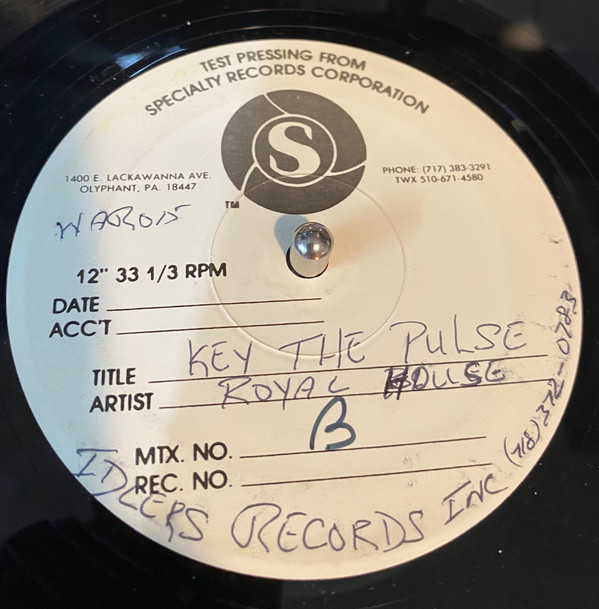 TEST PRESSING FROM
SPECIALTY RECORDS CORPORATION
S
1400 E. LACKAWANNA AVE.
OLYPHANT, PA. 18447
PHONE: (717) 383-3291
TWX 510-671-4580
TM
WAR015
12" 33 1/3 RPM
DATE
ACC'T
TITLE KEY THE PULSE
ARTIST ROYAL HOUSE
MTX. NO. B
REC. NO.
IDLERS RECORDS INC (718) 372-0783